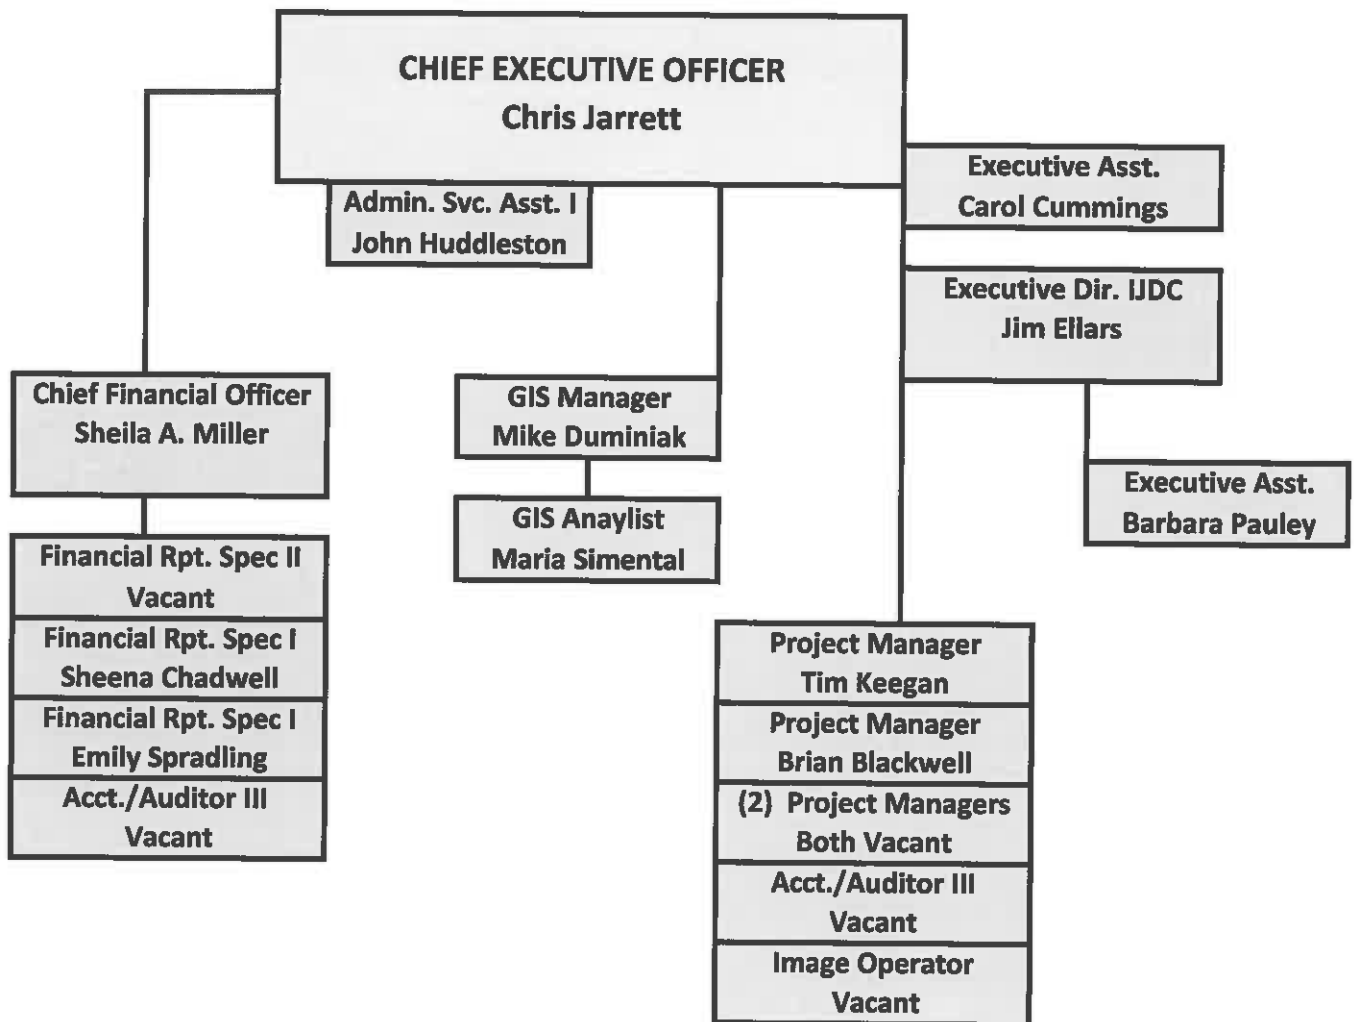 CHIEF EXECUTIVE OFFICER
Chris Jarrett
Executive Asst.
Carol Cummings
Admin. Svc. Asst. I
John Huddleston
Executive Dir. IJDC
Jim Ellars
Chief Financial Officer
Sheila A. Miller
GIS Manager
Mike Duminiak
Executive Asst.
Barbara Pauley
GIS Anaylist
Maria Simental
Financial Rpt. Spec II
Vacant
Financial Rpt. Spec I
Sheena Chadwell
Financial Rpt. Spec I
Emily Spradling
Acct./Auditor III
Vacant
Project Manager
Tim Keegan
Project Manager
Brian Blackwell
(2) Project Managers
Both Vacant
Acct./Auditor III
Vacant
Image Operator
Vacant